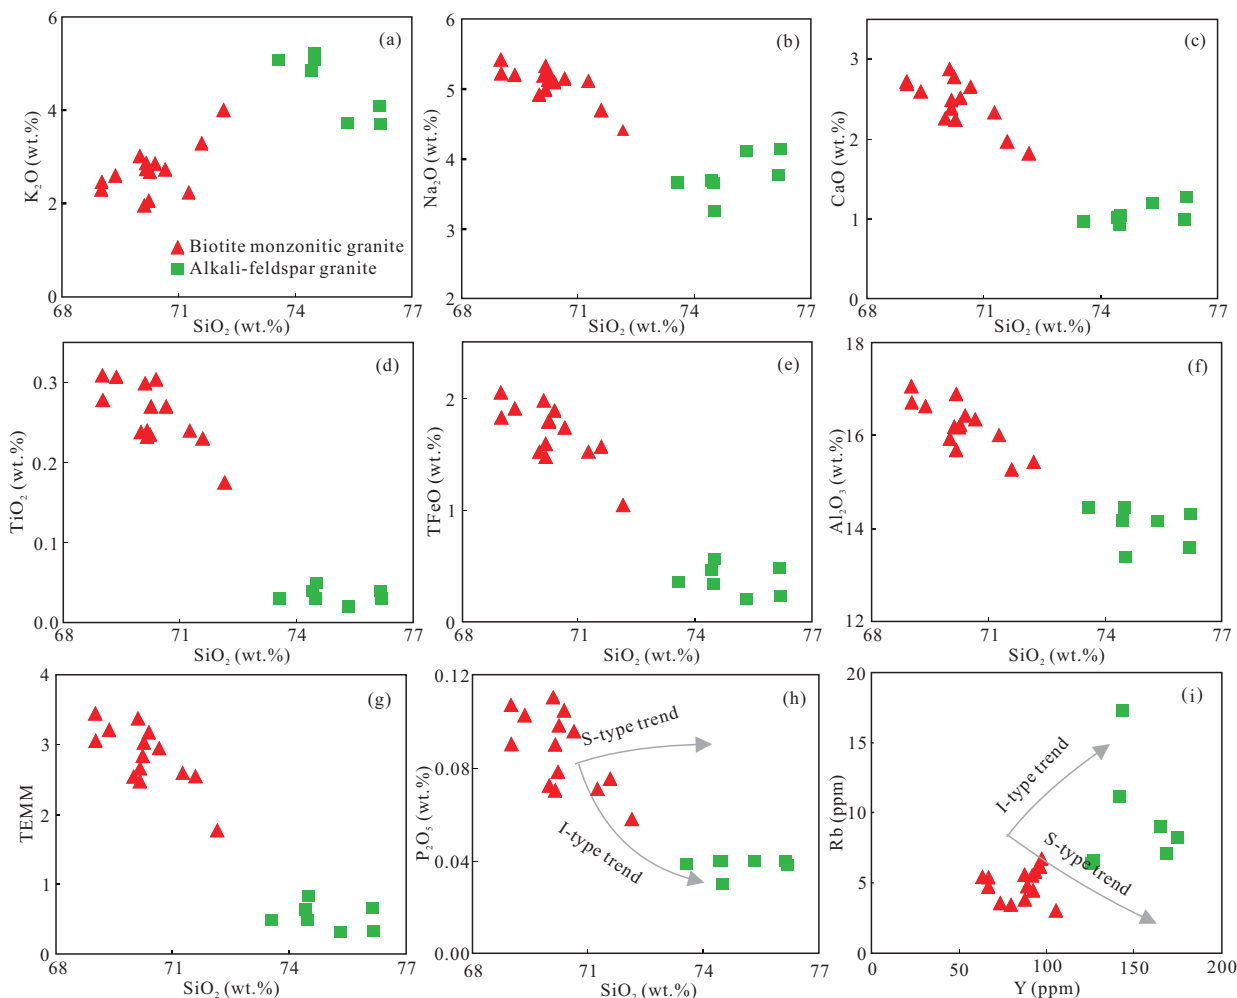 6
4
2
0
K₂O (wt.%)
(a)
Biotite monzonitic granite
Alkali-feldspar granite
68
71
74
77
SiO₂ (wt.%)
6
5
4
3
2
Na₂O (wt.%)
(b)
68
71
74
77
SiO₂ (wt.%)
3
2
1
0
CaO (wt.%)
(c)
68
71
74
77
SiO₂ (wt.%)
0.3
0.2
0.1
0.0
TiO₂ (wt.%)
(d)
68
71
74
77
SiO₂ (wt.%)
2
1
0
TFeO (wt.%)
(e)
68
71
74
77
SiO₂ (wt.%)
18
16
14
12
Al₂O₃ (wt.%)
(f)
68
71
74
77
SiO₂ (wt.%)
4
3
2
1
0
TEMM
(g)
68
71
74
77
SiO₂ (wt.%)
0.12
0.08
0.04
0.00
P₂O₅ (wt.%)
(h)
S-type trend
I-type trend
68
71
74
77
SiO₂ (wt.%)
20
15
10
5
0
Rb (ppm)
(i)
I-type trend
S-type trend
0
50
100
150
200
Y (ppm)